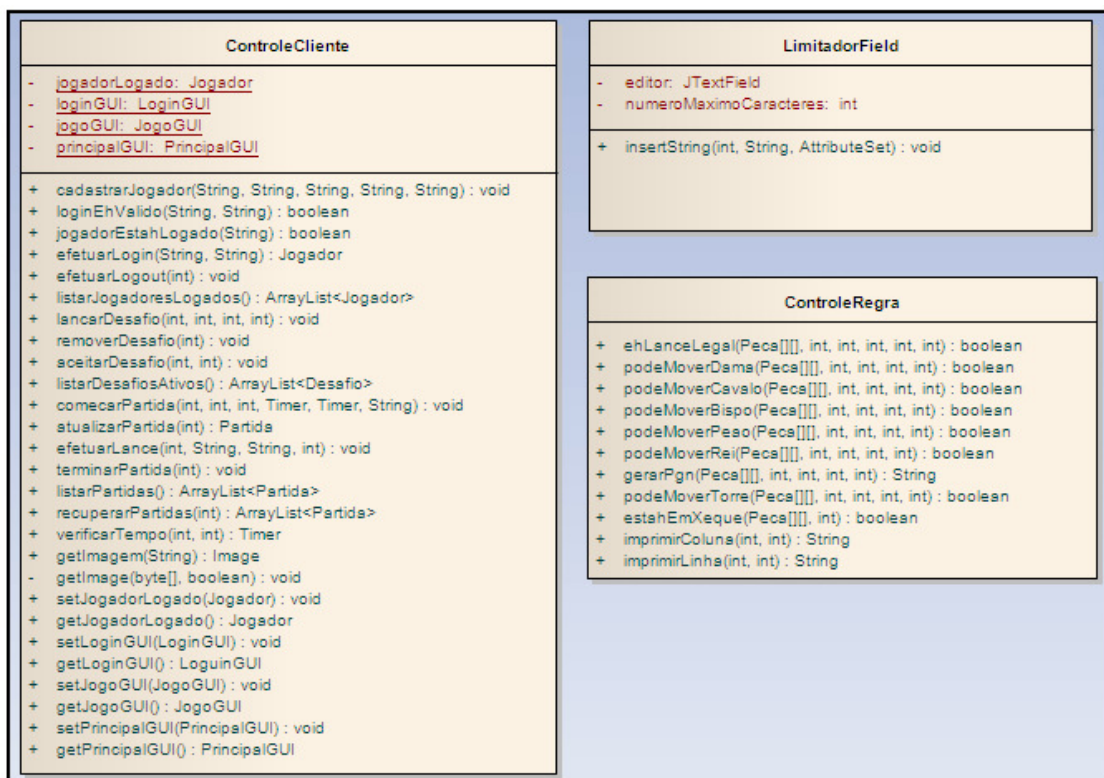 ControleCliente
- jogadorLogado: Jogador
- loginGUI: LoginGUI
- jogoGUI: JogoGUI
- principalGUI: PrincipalGUI
+ cadastrarJogador(String, String, String, String, String) : void
+ loginEhValido(String, String) : boolean
+ jogadorEstahLogado(String) : boolean
+ efetuarLogin(String, String) : Jogador
+ efetuarLogout(int) : void
+ listarJogadoresLogados() : ArrayList<Jogador>
+ lancarDesafio(int, int, int, int) : void
+ removerDesafio(int) : void
+ aceitarDesafio(int, int) : void
+ listarDesafiosAtivos() : ArrayList<Desafio>
+ comecarPartida(int, int, int, Timer, Timer, String) : void
+ atualizarPartida(int) : Partida
+ efetuarLance(int, String, String, int) : void
+ terminarPartida(int) : void
+ listarPartidas() : ArrayList<Partida>
+ recuperarPartidas(int) : ArrayList<Partida>
+ verificarTempo(int, int) : Timer
+ getImagem(String) : Image
- getImage(byte[], boolean) : void
+ setJogadorLogado(Jogador) : void
+ getJogadorLogado() : Jogador
+ setLoginGUI(LoginGUI) : void
+ getLoginGUI() : LoguinGUI
+ setJogoGUI(JogoGUI) : void
+ getJogoGUI() : JogoGUI
+ setPrincipalGUI(PrincipalGUI) : void
+ getPrincipalGUI() : PrincipalGUI
LimitadorField
- editor: JTextField
- numeroMaximoCaracteres: int
+ insertString(int, String, AttributeSet) : void
ControleRegra
+ ehLanceLegal(Peca[][], int, int, int, int, int) : boolean
+ podeMoverDama(Peca[][], int, int, int, int) : boolean
+ podeMoverCavalo(Peca[][], int, int, int, int) : boolean
+ podeMoverBispo(Peca[][], int, int, int, int) : boolean
+ podeMoverPeao(Peca[][], int, int, int, int) : boolean
+ podeMoverRei(Peca[][], int, int, int, int) : boolean
+ gerarPgn(Peca[][], int, int, int, int) : String
+ podeMoverTorre(Peca[][], int, int, int, int) : boolean
+ estahEmXeque(Peca[][], int) : boolean
+ imprimirColuna(int, int) : String
+ imprimirLinha(int, int) : String